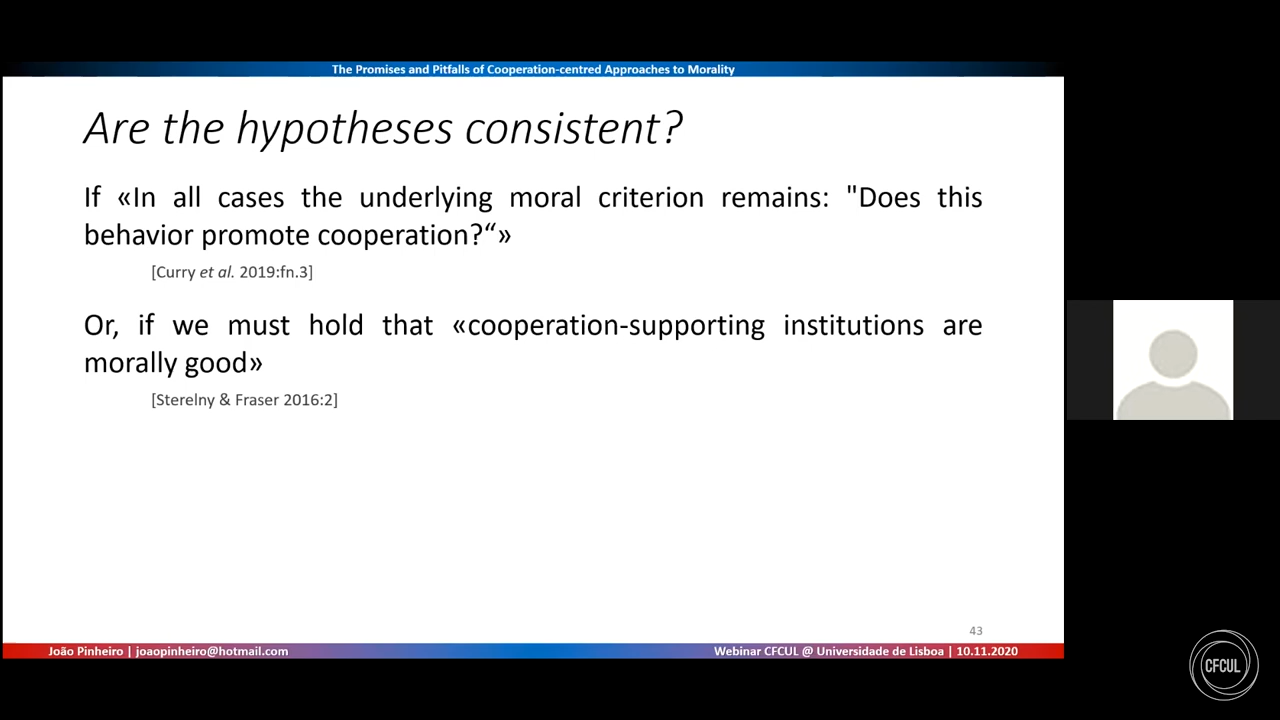 The Promises and Pitfalls of Cooperation-centred Approaches to Morality
Are the hypotheses consistent?
If «In all cases the underlying moral criterion remains: "Does this
behavior promote cooperation?“»
[Curry et al. 2019:fn.3]
Or, if we must hold that «cooperation-supporting institutions are
morally good»
[Sterelny & Fraser 2016:2]
43
João Pinheiro | joaopinheiro@hotmail.com
Webinar CFCUL @ Universidade de Lisboa | 10.11.2020
CFCUL